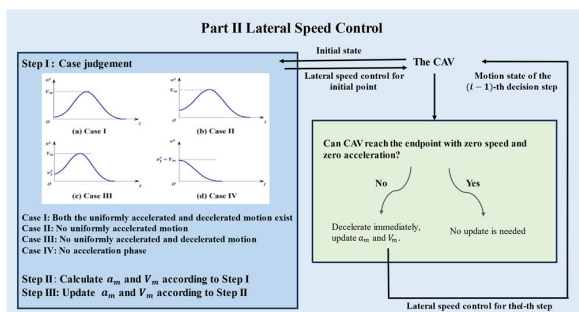 Part II Lateral Speed Control
Step I : Case judgement
(a) Case I
(b) Case II
(c) Case III
(d) Case IV
Case I: Both the uniformly accelerated and decelerated motion exist
Case II: No uniformly accelerated motion
Case III: No uniformly accelerated and decelerated motion
Case IV: No acceleration phase
Step II: Calculate a_m and V_m according to Step I
Step III: Update a_m and V_m according to Step II
Initial state
Lateral speed control for
initial point
The CAV
Motion state of the
(i − 1)-th decision step
Can CAV reach the endpoint with zero speed and
zero acceleration?
No
Yes
Decelerate immediately,
update a_m and V_m.
No update is needed
Lateral speed control for thei-th step